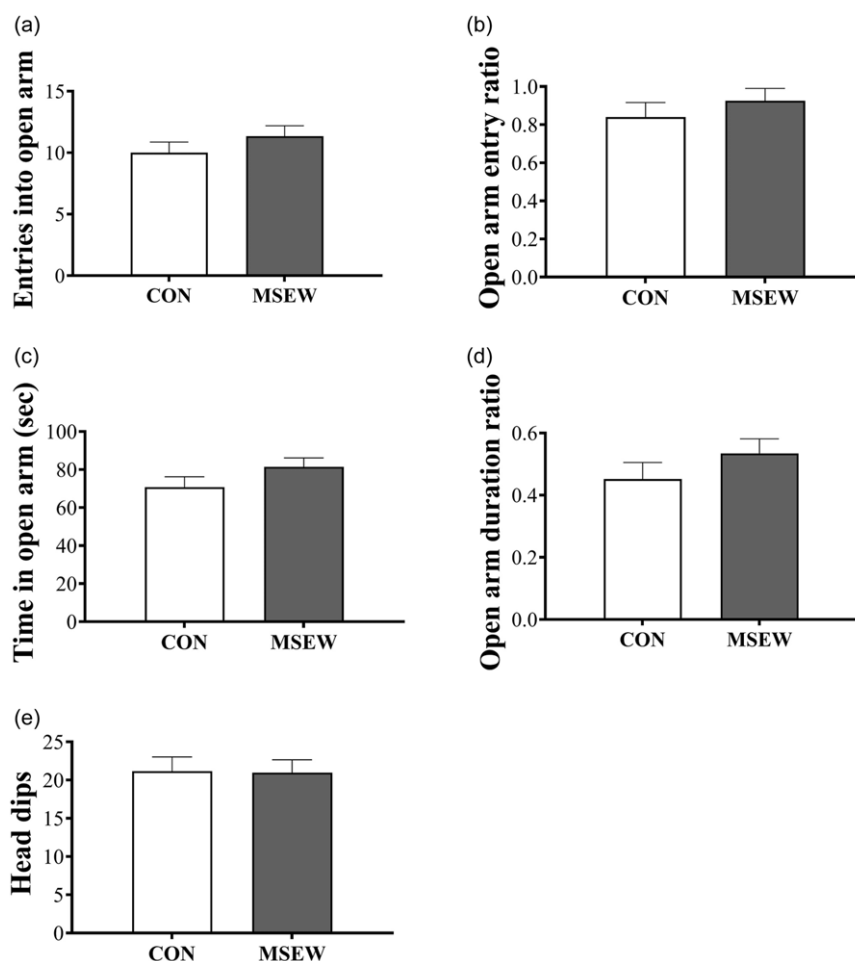 (a)
Entries into open arm
15
10
5
0
CON MSEW
(b)
Open arm entry ratio
1.0
0.8
0.6
0.4
0.2
0.0
CON MSEW
(c)
Time in open arm (sec)
100
80
60
40
20
0
CON MSEW
(d)
Open arm duration ratio
0.6
0.4
0.2
0.0
CON MSEW
(e)
Head dips
25
20
15
10
5
0
CON MSEW